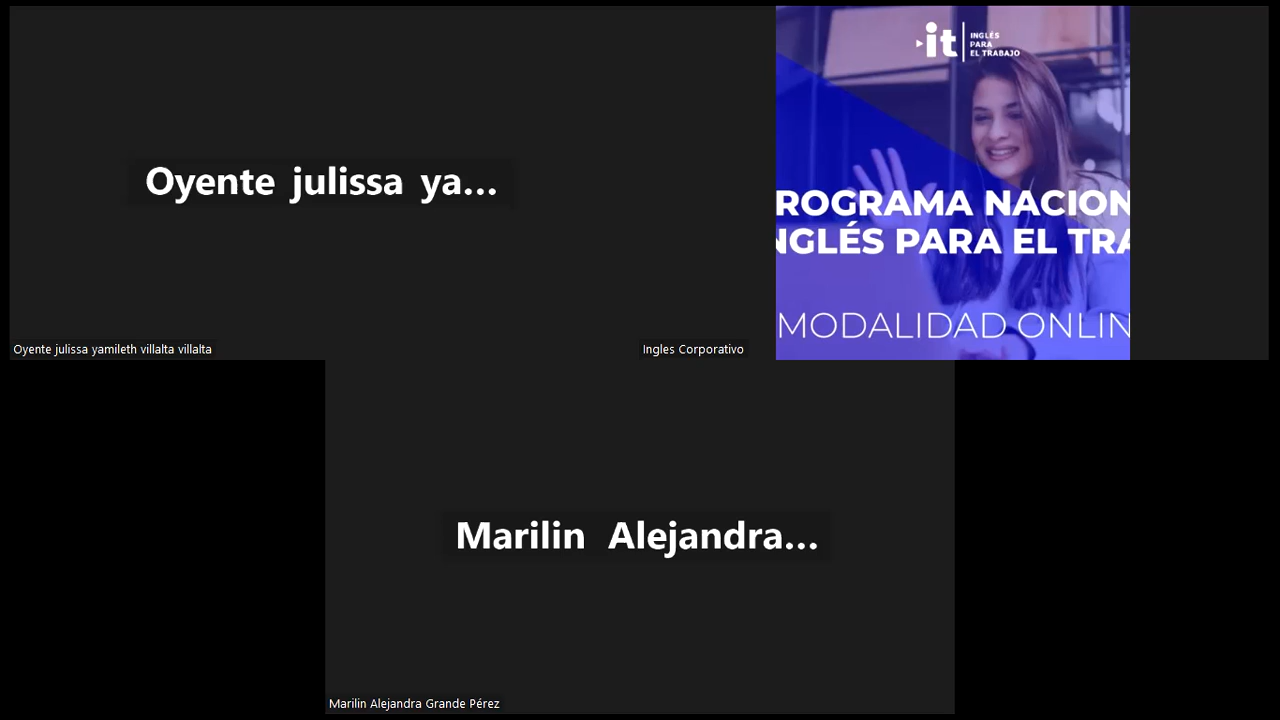 Oyente julissa ya...
Oyente julissa yamileth villalta villalta
it
INGLÉS
PARA
EL TRABAJO
ROGRAMA NACION
NGLÉS PARA EL TRA
MODALIDAD ONLIN
Ingles Corporativo
Marilin Alejandra...
Marilin Alejandra Grande Pérez